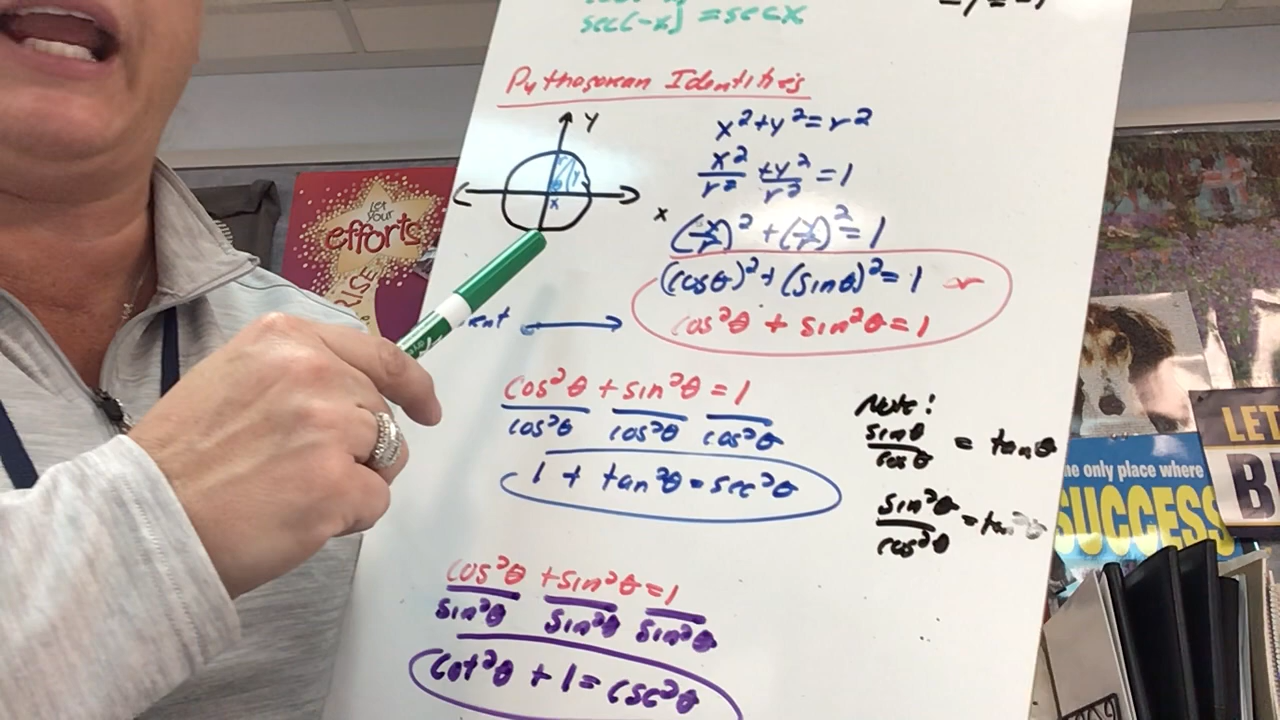 sec(-x) = sec x
Pythagorean Identities
y
x
r
y
θ
x
x² + y² = r²
x²/r² + y²/r² = 1
(x/r)² + (y/r)² = 1
(cosθ)² + (sinθ)² = 1 or
cos²θ + sin²θ = 1
cos²θ + sin²θ = 1
cos²θ cos²θ cos²θ
1 + tan²θ = sec²θ
Note!
sinθ/cosθ = tanθ
sin²θ/cos²θ = tan²θ
cos²θ + sin²θ = 1
sin²θ sin²θ sin²θ
cot²θ + 1 = csc²θ
Let
your
efforts
RISE
the only place where
SUCCESS
LET
B